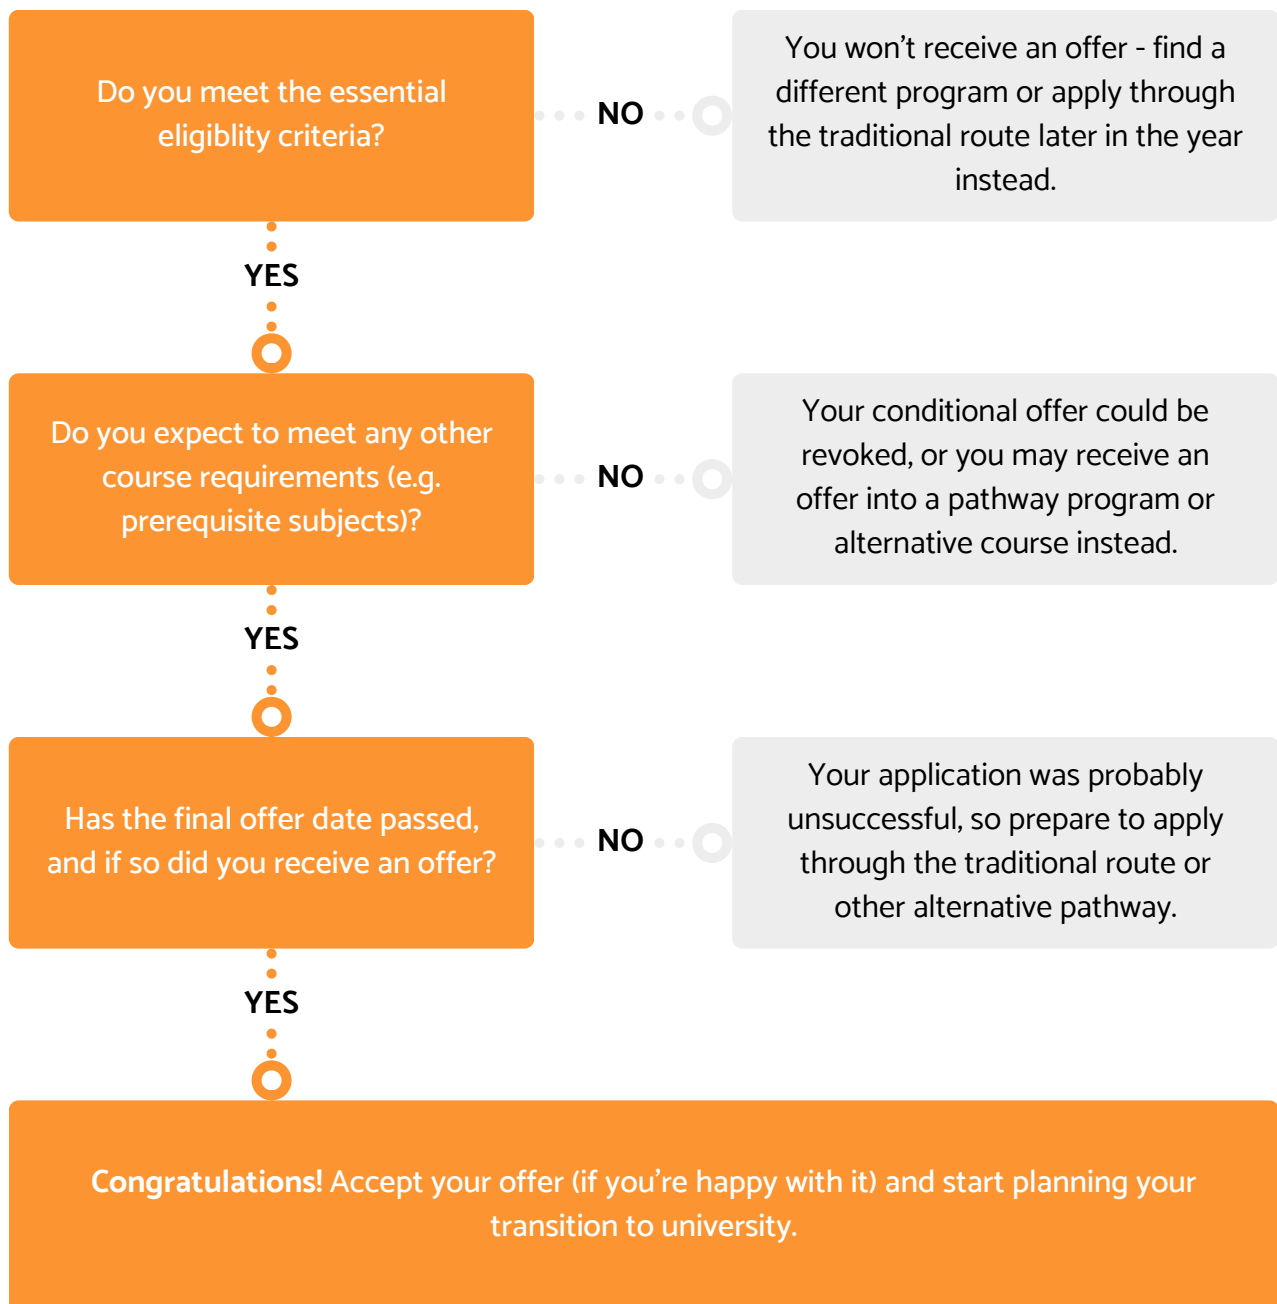 Do you meet the essential
eligiblity criteria?
NO
You won't receive an offer - find a
different program or apply through
the traditional route later in the year
instead.
YES
Do you expect to meet any other
course requirements (e.g.
prerequisite subjects)?
NO
Your conditional offer could be
revoked, or you may receive an
offer into a pathway program or
alternative course instead.
YES
Has the final offer date passed,
and if so did you receive an offer?
NO
Your application was probably
unsuccessful, so prepare to apply
through the traditional route or
other alternative pathway.
YES
Congratulations! Accept your offer (if you're happy with it) and start planning your
transition to university.